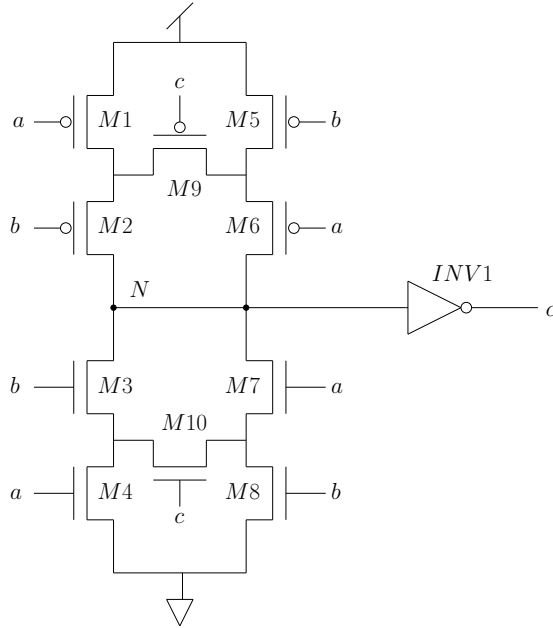 c
a M1 M5 b
M9
b M2 M6 a
N INV1
c
b M3 M7 a
M10
a M4 M8 b
c